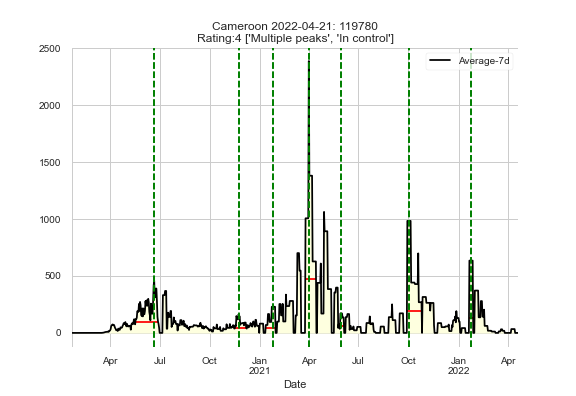 Cameroon 2022-04-21: 119780
Rating:4 ['Multiple peaks', 'In control']
Average-7d
2500
2000
1500
1000
500
0
Apr Jul Oct Jan Apr Jul Oct Jan Apr
2021 2022
Date